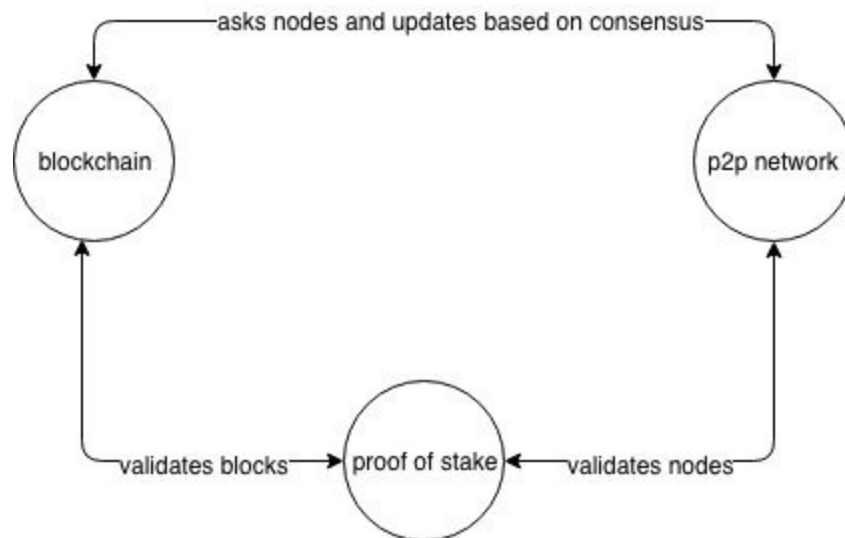 asks nodes and updates based on consensus
blockchain
p2p network
validates blocks
proof of stake
validates nodes